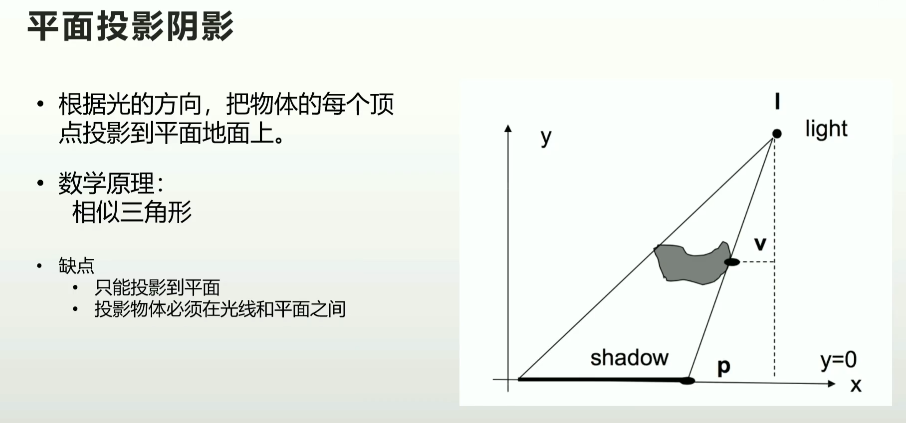 平面投影阴影
• 根据光的方向，把物体的每个顶
点投影到平面地面上。
• 数学原理：
相似三角形
• 缺点
• 只能投影到平面
• 投影物体必须在光线和平面之间
l
light
y
v
shadow
p
y=0
x